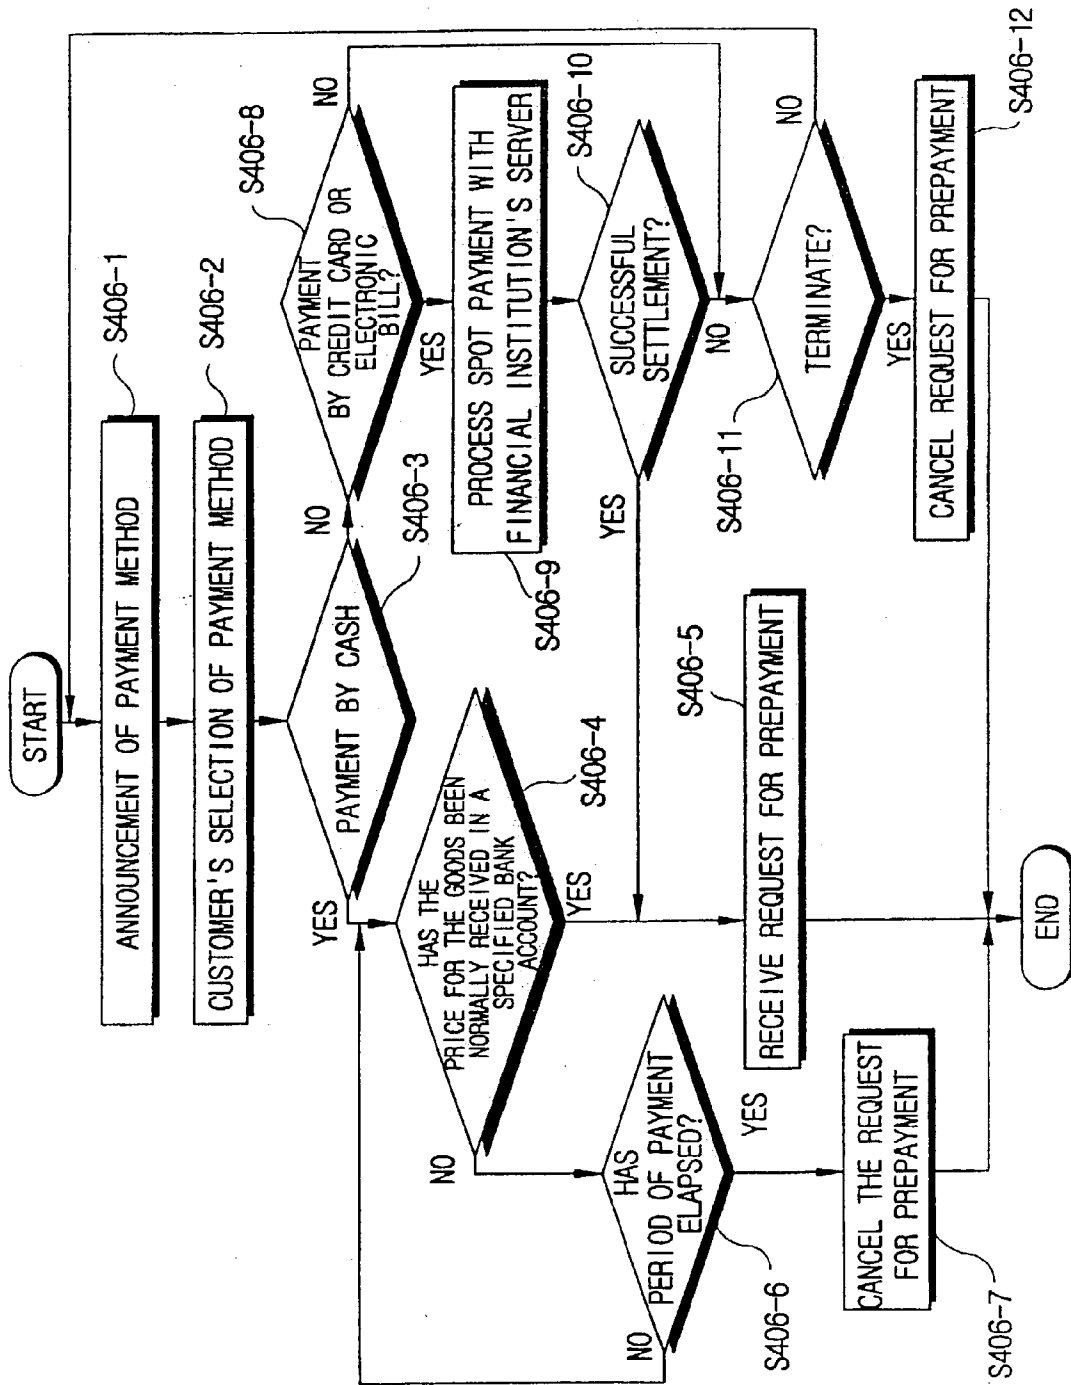 START
ANNOUNCEMENT OF PAYMENT METHOD
S406-1
CUSTOMER'S SELECTION OF PAYMENT METHOD
S406-2
PAYMENT BY CASH
S406-3
YES
NO
PAYMENT
BY CREDIT CARD OR
ELECTRONIC
BILL?
S406-8
NO
YES
HAS THE
PRICE FOR THE GOODS BEEN
NORMALLY RECEIVED IN A
SPECIFIED BANK
ACCOUNT?
S406-4
NO
YES
PROCESS SPOT PAYMENT WITH
FINANCIAL INSTITUTION'S SERVER
S406-9
SUCCESSFUL
SETTLEMENT?
S406-10
YES
NO
HAS
PERIOD OF PAYMENT
ELAPSED?
S406-6
NO
YES
RECEIVE REQUEST FOR PREPAYMENT
S406-5
TERMINATE?
S406-11
NO
YES
CANCEL THE REQUEST
FOR PREPAYMENT
S406-7
CANCEL REQUEST FOR PREPAYMENT
S406-12
END